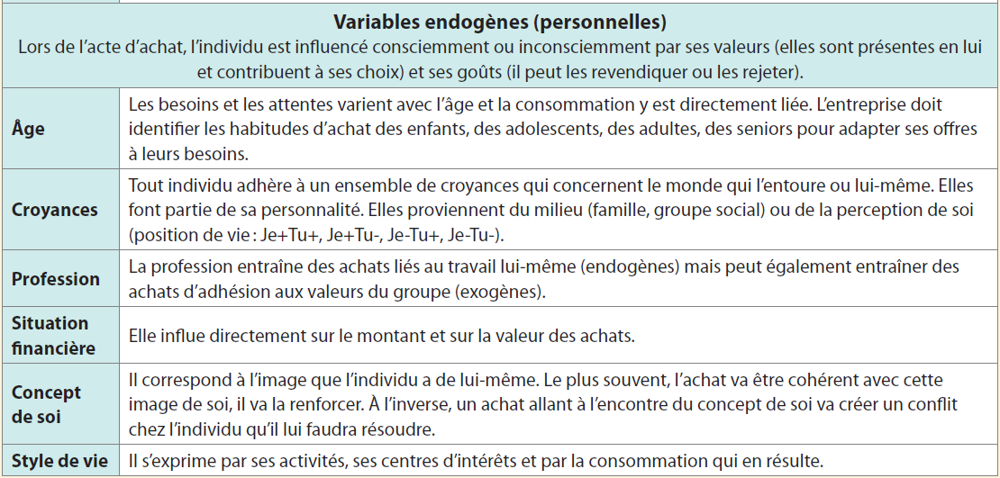 Variables endogènes (personnelles)
Lors de l’acte d’achat, l’individu est influencé consciemment ou inconsciemment par ses valeurs (elles sont présentes en lui
et contribuent à ses choix) et ses goûts (il peut les revendiquer ou les rejeter).
Âge
Les besoins et les attentes varient avec l’âge et la consommation y est directement liée. L’entreprise doit
identifier les habitudes d’achat des enfants, des adolescents, des adultes, des seniors pour adapter ses offres
à leurs besoins.
Croyances
Tout individu adhère à un ensemble de croyances qui concernent le monde qui l’entoure ou lui-même. Elles
font partie de sa personnalité. Elles proviennent du milieu (famille, groupe social) ou de la perception de soi
(position de vie : Je+Tu+, Je+Tu-, Je-Tu+, Je-Tu-).
Profession
La profession entraîne des achats liés au travail lui-même (endogènes) mais peut également entraîner des
achats d’adhésion aux valeurs du groupe (exogènes).
Situation
financière
Elle influe directement sur le montant et sur la valeur des achats.
Concept
de soi
Il correspond à l’image que l’individu a de lui-même. Le plus souvent, l’achat va être cohérent avec cette
image de soi, il va la renforcer. À l’inverse, un achat allant à l’encontre du concept de soi va créer un conflit
chez l’individu qu’il lui faudra résoudre.
Style de vie
Il s’exprime par ses activités, ses centres d’intérêts et par la consommation qui en résulte.